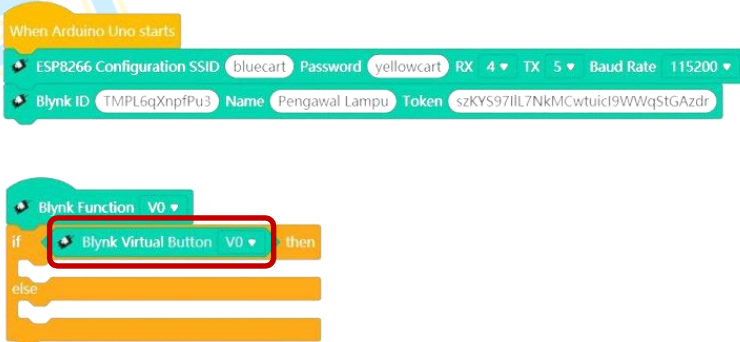 When Arduino Uno starts
ESP8266 Configuration SSID bluecart Password yellowcart RX 4 TX 5 Baud Rate 115200
Blynk ID TMPL6qXnpfPu3 Name Pengawal Lampu Token szKYS97IlL7NkMCwtuicI9WWqStGAzdr
Blynk Function V0
if Blynk Virtual Button V0 then
else